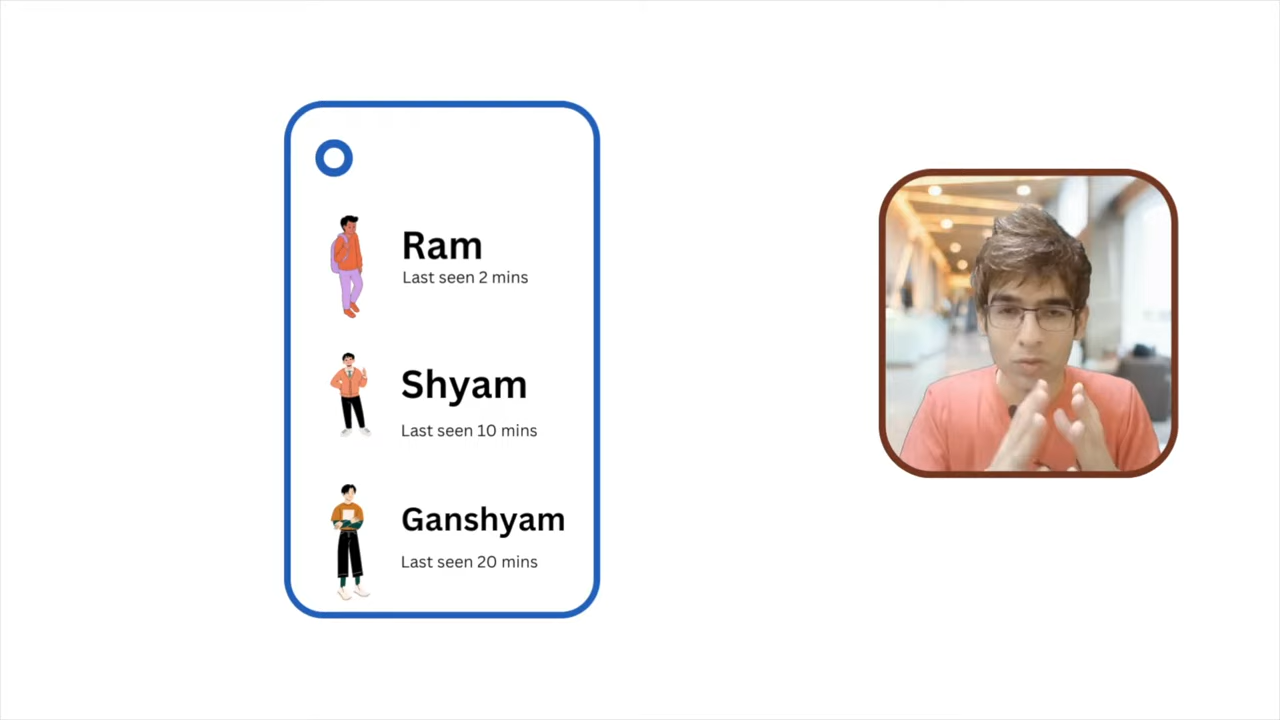 Ram
Last seen 2 mins
Shyam
Last seen 10 mins
Ganshyam
Last seen 20 mins